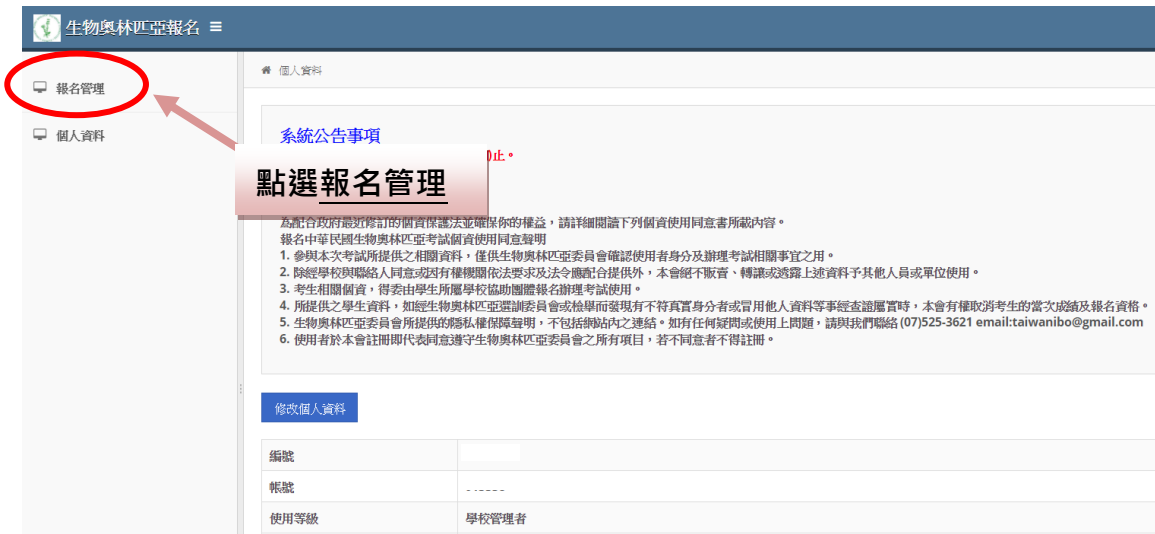 生物奧林匹亞報名
報名管理
個人資料
個人資料
系統公告事項
止。
點選報名管理
為配合政府最近修訂的個資保護法並確保你的權益，請詳細閱讀下列個資使用同意書所載內容。
報名中華民國生物奧林匹亞考試個資使用同意聲明
1. 參與本次考試所提供之相關資料，僅供生物奧林匹亞委員會確認使用者身分及辦理考試相關事宜之用。
2. 除經學校與聯絡人同意或因有權機關依法要求及法令應配合提供外，本會絕不販賣、轉讓或透露上述資料予其他人員或單位使用。
3. 考生相關個資，得委由學生所屬學校協助團體報名辦理考試使用。
4. 所提供之學生資料，如經生物奧林匹亞選訓委員會或檢舉而發現有不符真實身分者或冒用他人資料等事經查證屬實時，本會有權取消考生的當次成績及報名資格。
5. 生物奧林匹亞委員會所提供的隱私權保障聲明，不包括網站內之連結。如有任何疑問或使用上問題，請與我們聯絡 (07)525-3621 email:taiwanibo@gmail.com
6. 使用者於本會註冊即代表同意遵守生物奧林匹亞委員會之所有項目，若不同意者不得註冊。
修改個人資料
編號
帳號
使用等級 學校管理者